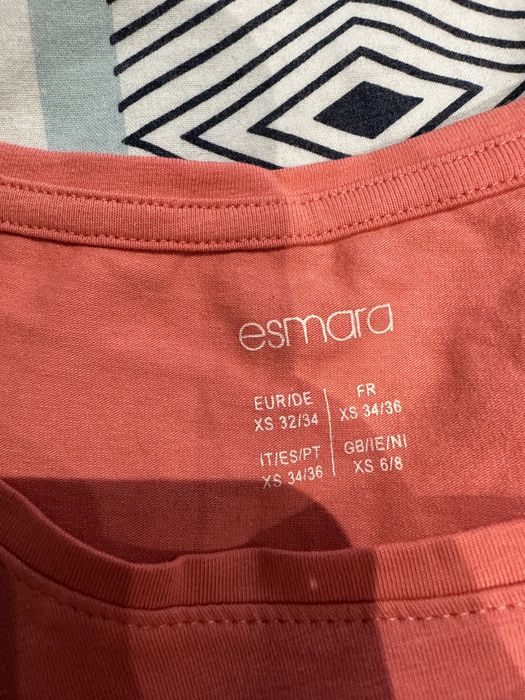 esmara
EUR/DE
XS 32/34
FR
XS 34/36
IT/ES/PT
XS 34/36
GB/IE/NI
XS 6/8